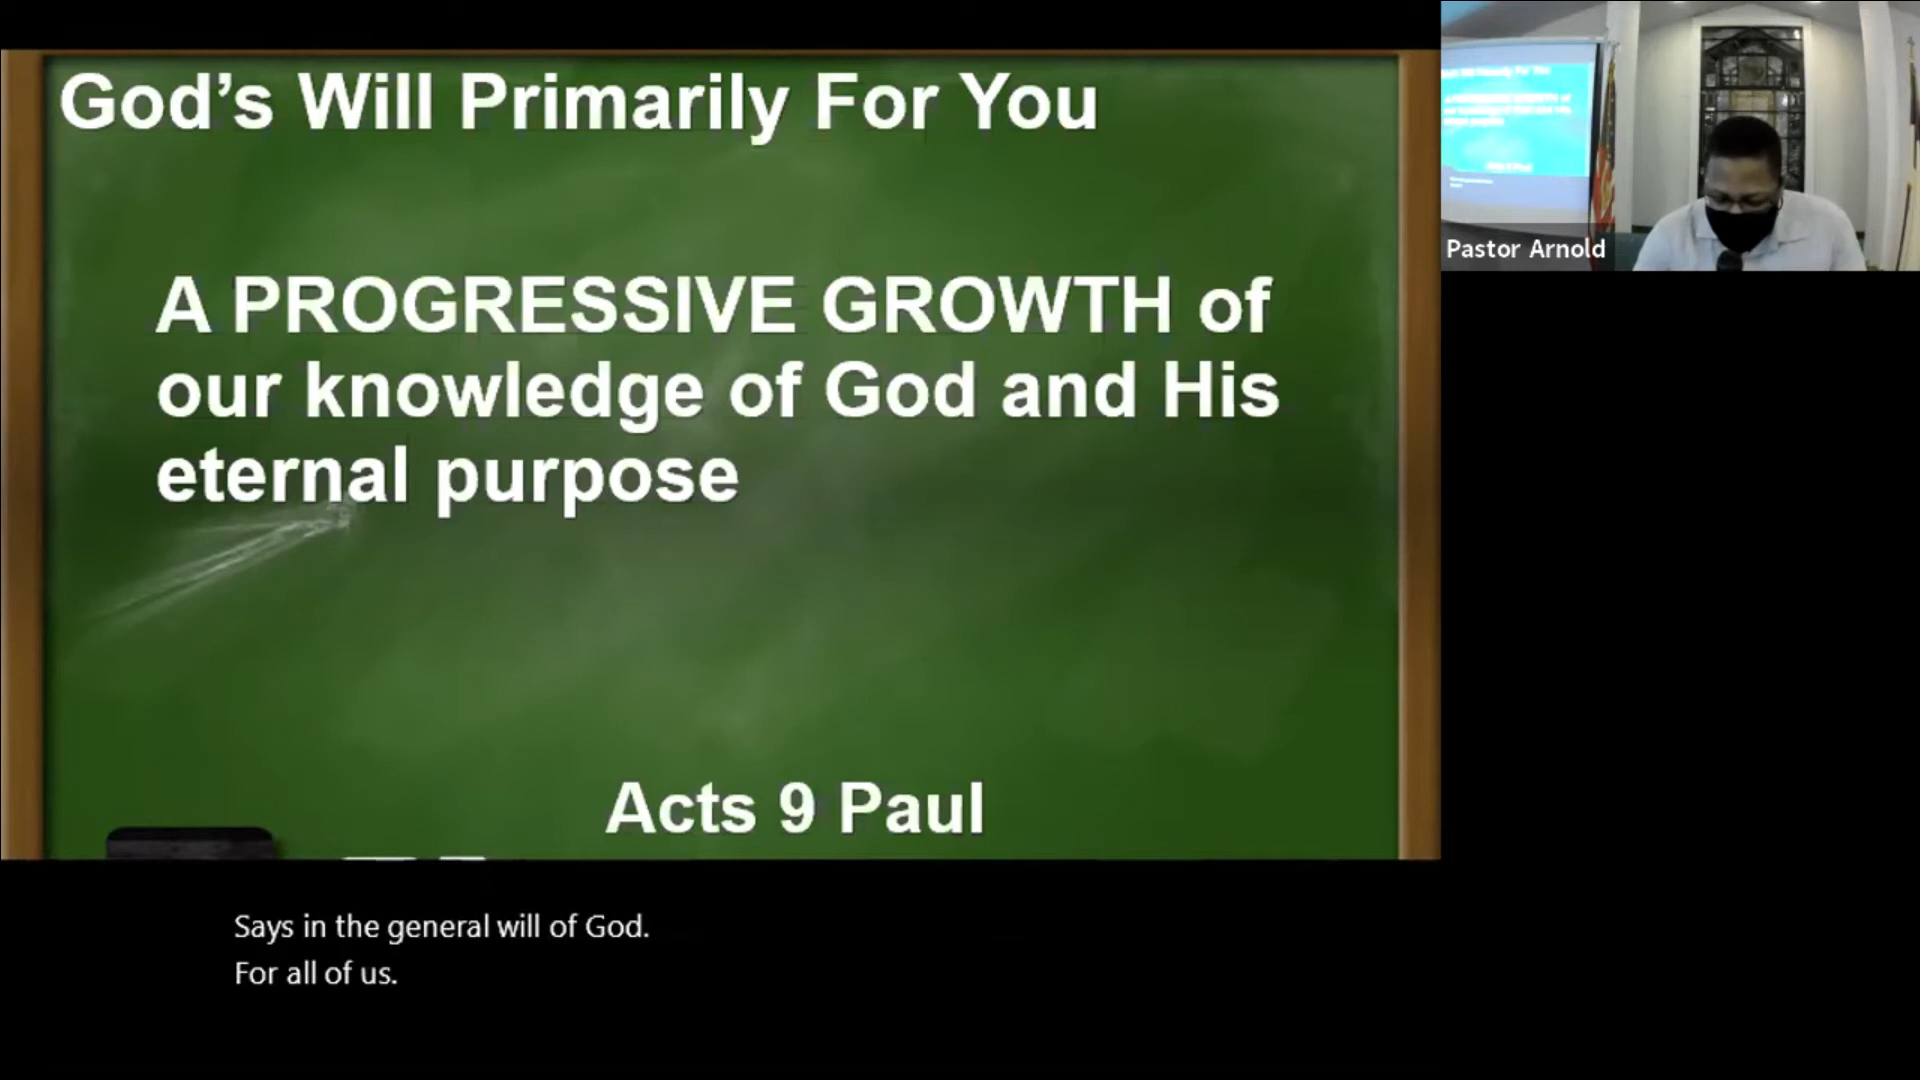 God's Will Primarily For You
A PROGRESSIVE GROWTH of
our knowledge of God and His
eternal purpose
Acts 9 Paul
Pastor Arnold
Says in the general will of God.
For all of us.